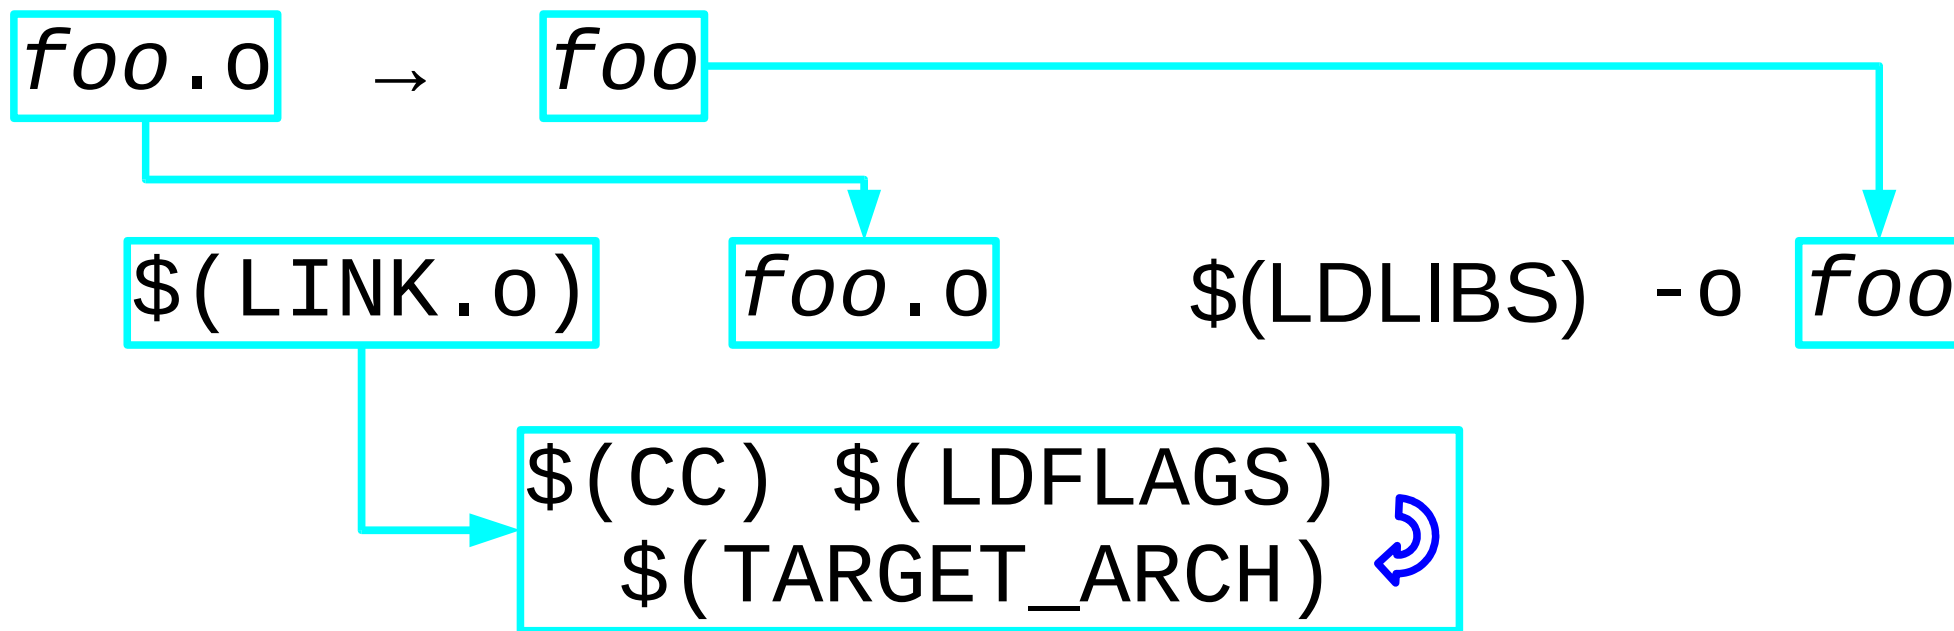 foo.o → foo
$(LINK.o) foo.o $(LDLIBS) -o foo
$(CC) $(LDFLAGS)
$(TARGET_ARCH)